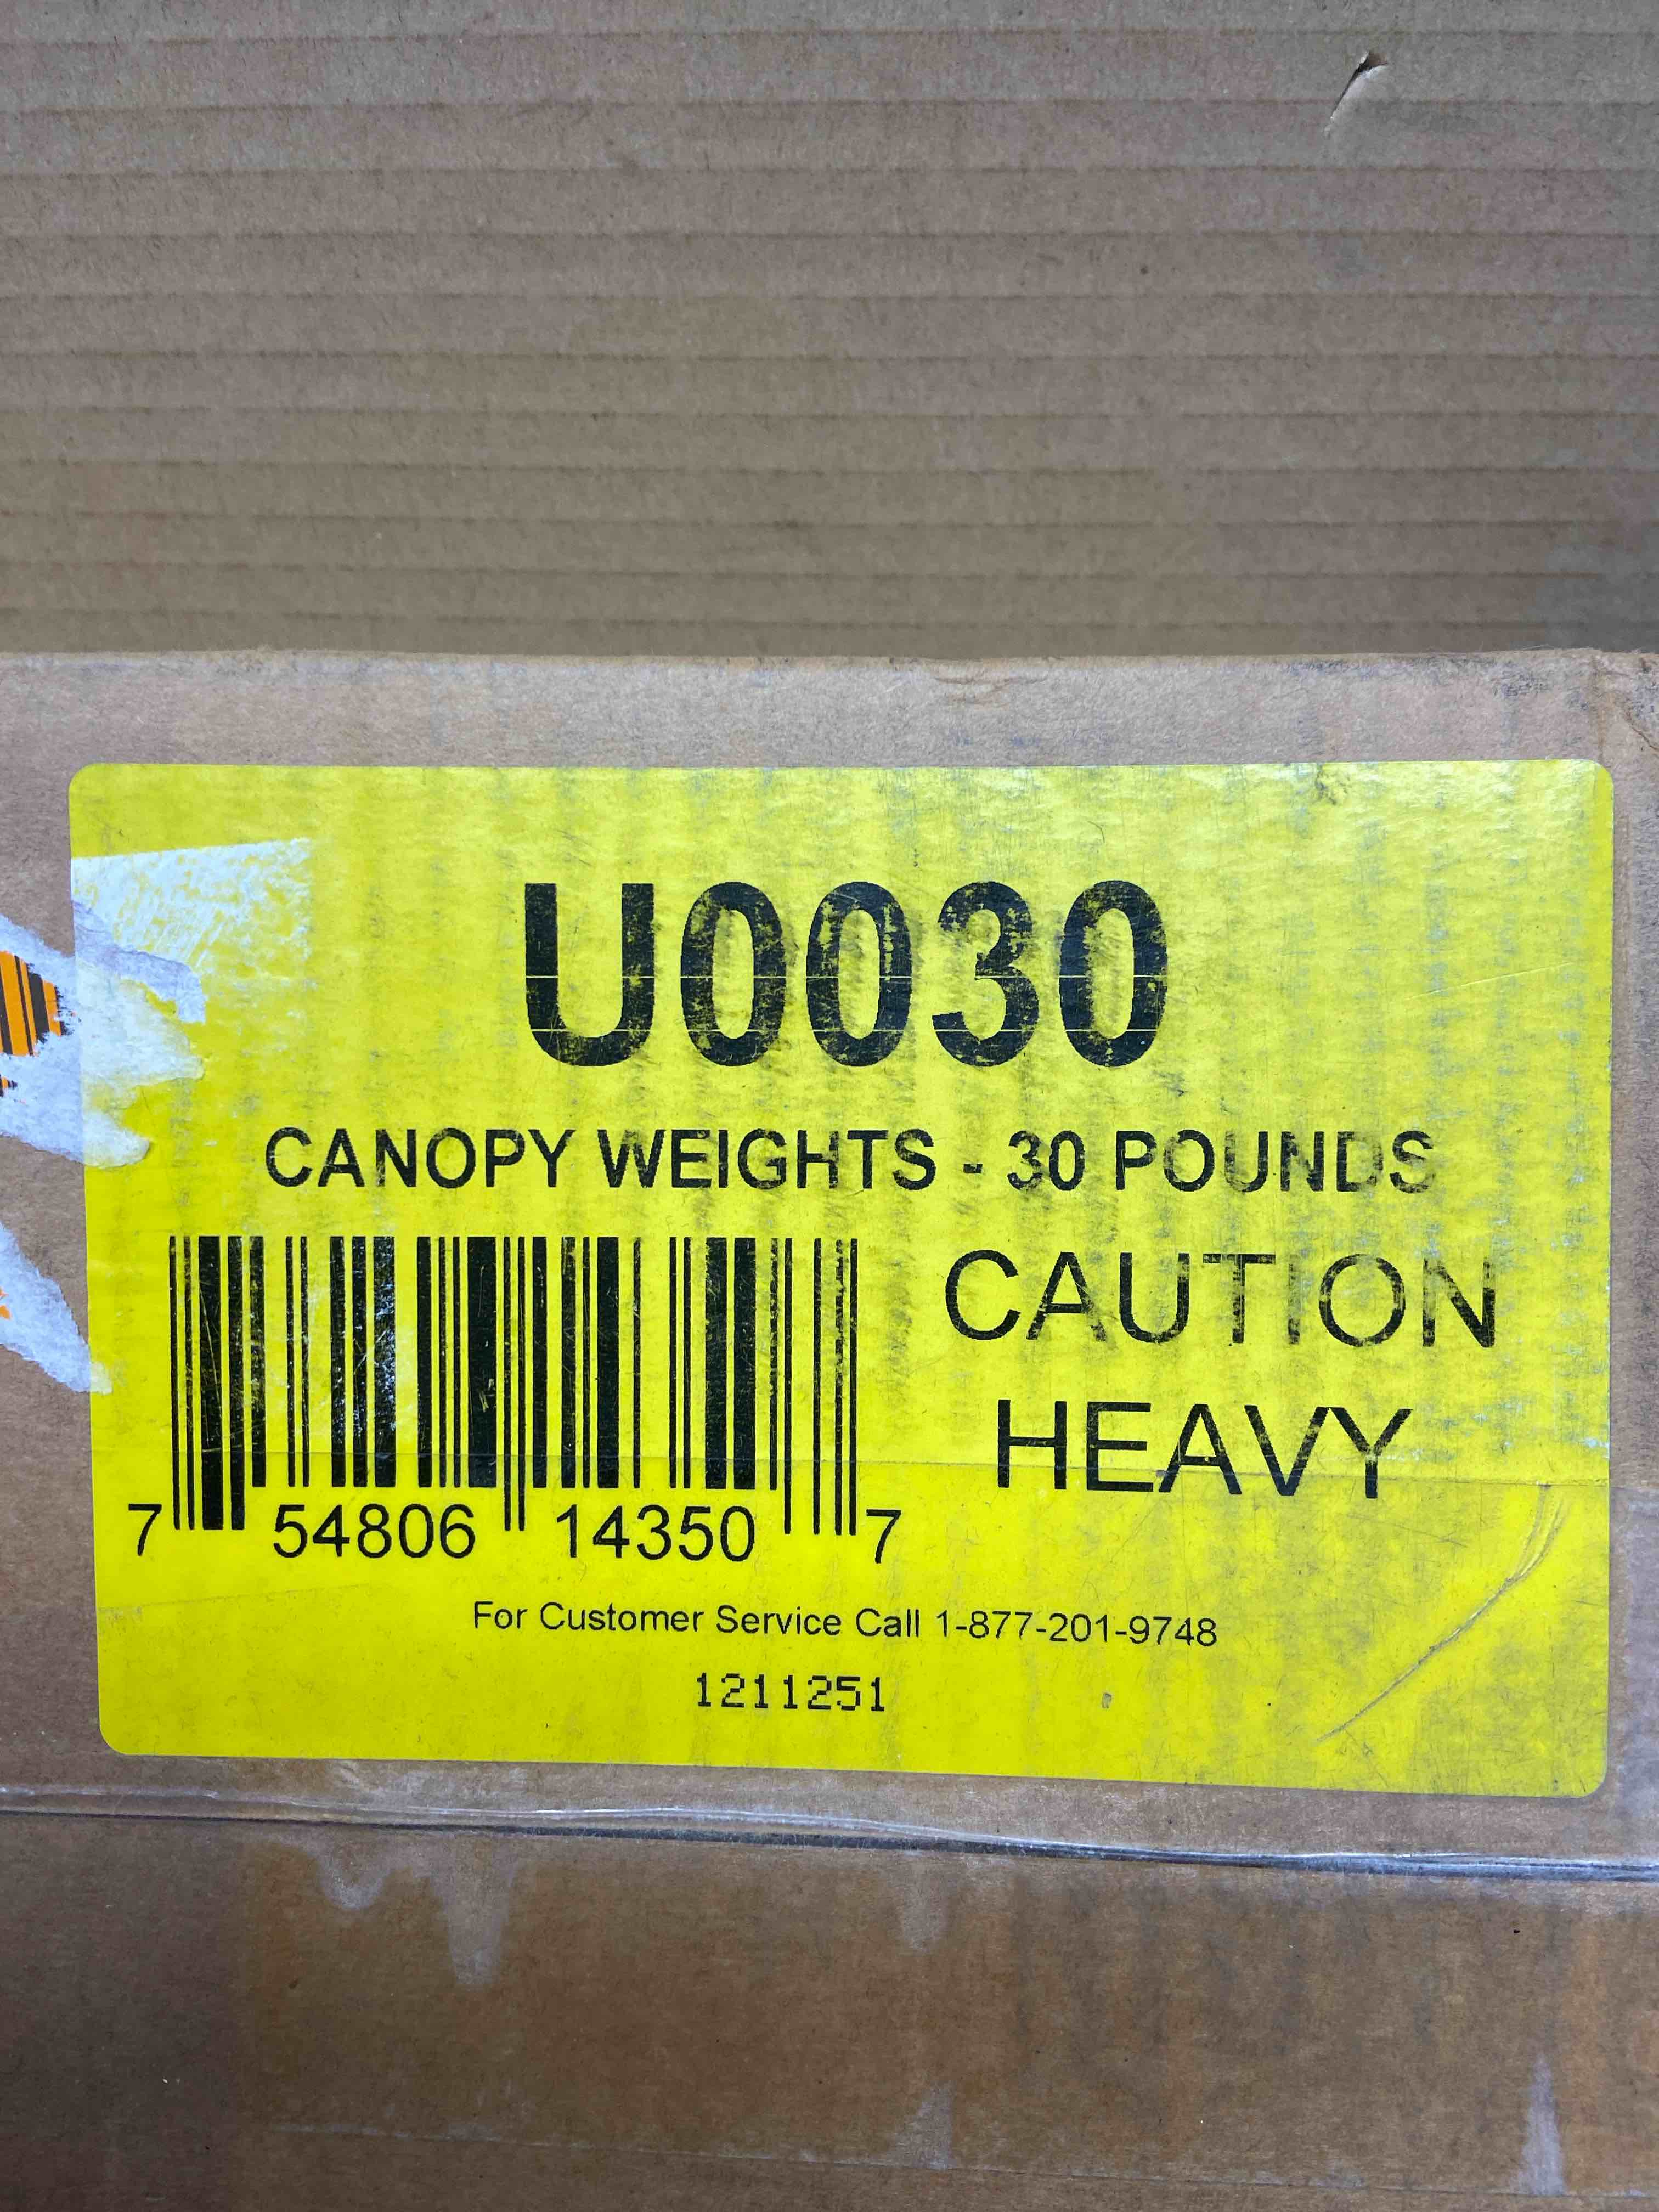 U0030
CANOPY WEIGHTS - 30 POUNDS
CAUTION
HEAVY
7 54806 14350 7
For Customer Service Call 1-877-201-9748
1211251